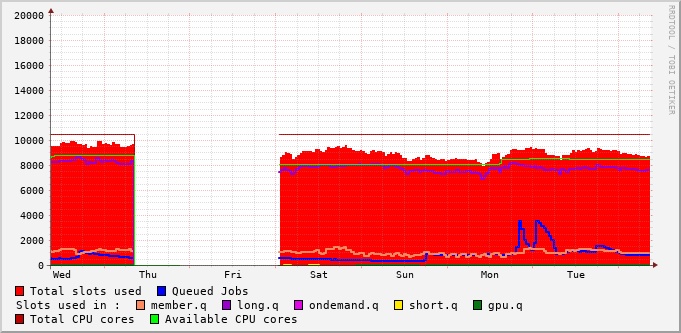 20000
18000
16000
14000
12000
10000
8000
6000
4000
2000
0
Wed Thu Fri Sat Sun Mon Tue
RRDTOOL / TOBI OETIKER
Total slots used Queued Jobs
Slots used in : member.q long.q ondemand.q short.q gpu.q
Total CPU cores Available CPU cores